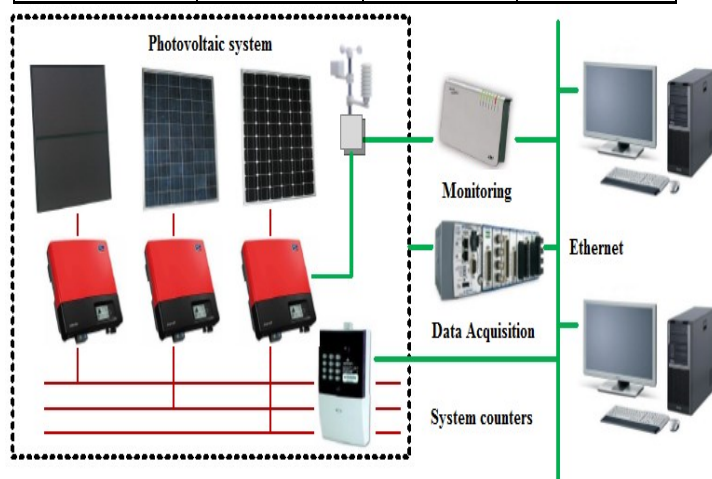 Photovoltaic system
Monitoring
Ethernet
Data Acquisition
System counters